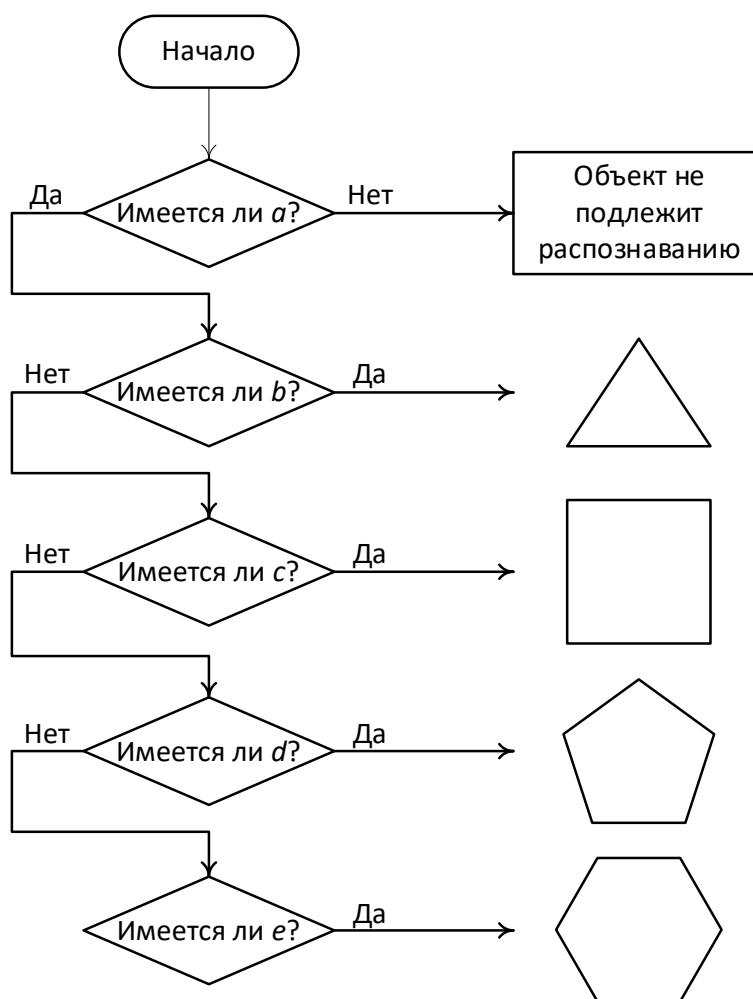 Начало
Да
Имеется ли a?
Нет
Объект не
подлежит
распознаванию
Нет
Имеется ли b?
Да
Нет
Имеется ли c?
Да
Нет
Имеется ли d?
Да
Имеется ли e?
Да